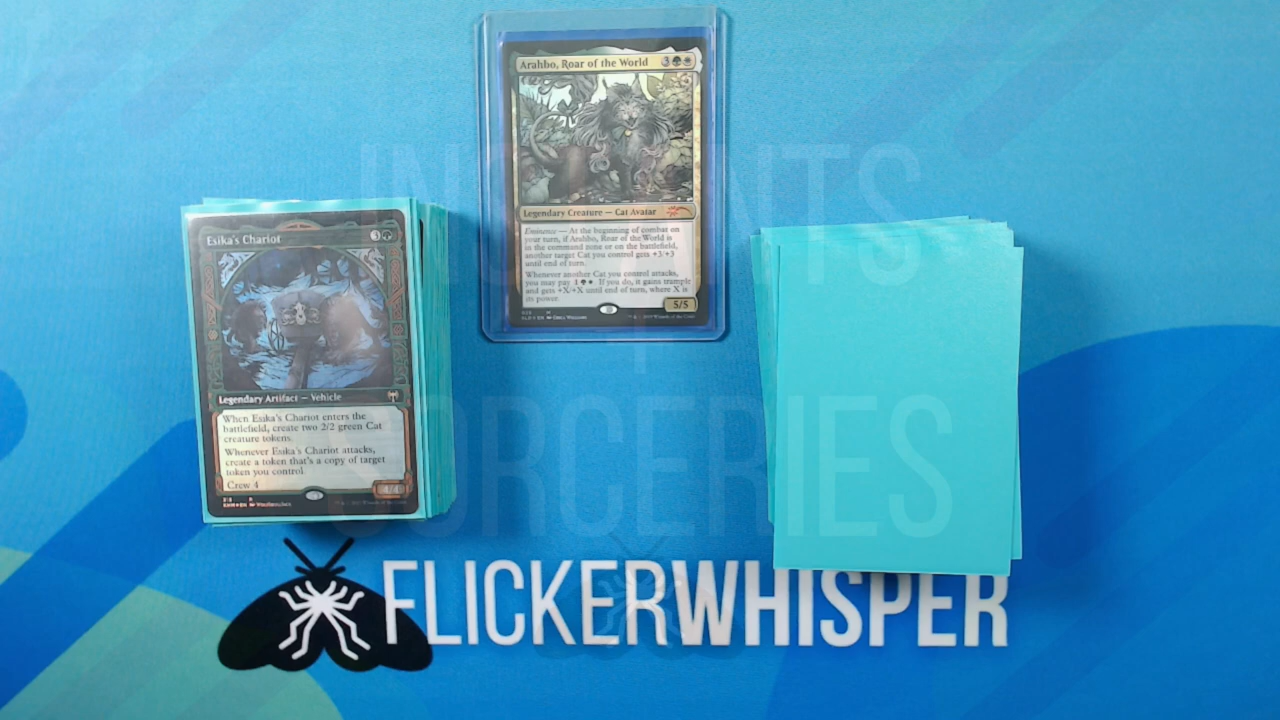 Arahbo, Roar of the World 3
Legendary Creature — Cat Avatar
Eminence — At the beginning of combat on
your turn, if Arahbo, Roar of the World is
in the command zone or on the battlefield,
another target Cat you control gets +3/+3
until end of turn.
Whenever another Cat you control attacks,
you may pay 1. If you do, it gains trample
and gets +X/+X until end of turn, where X is
its power.
5/5
INSTANTS
+
SORCERIES
Esika's Chariot 3
Legendary Artifact — Vehicle
When Esika's Chariot enters the
battlefield, create two 2/2 green Cat
creature tokens.
Whenever Esika's Chariot attacks,
create a token that's a copy of target
token you control.
Crew 4
FLICKERWHISPER